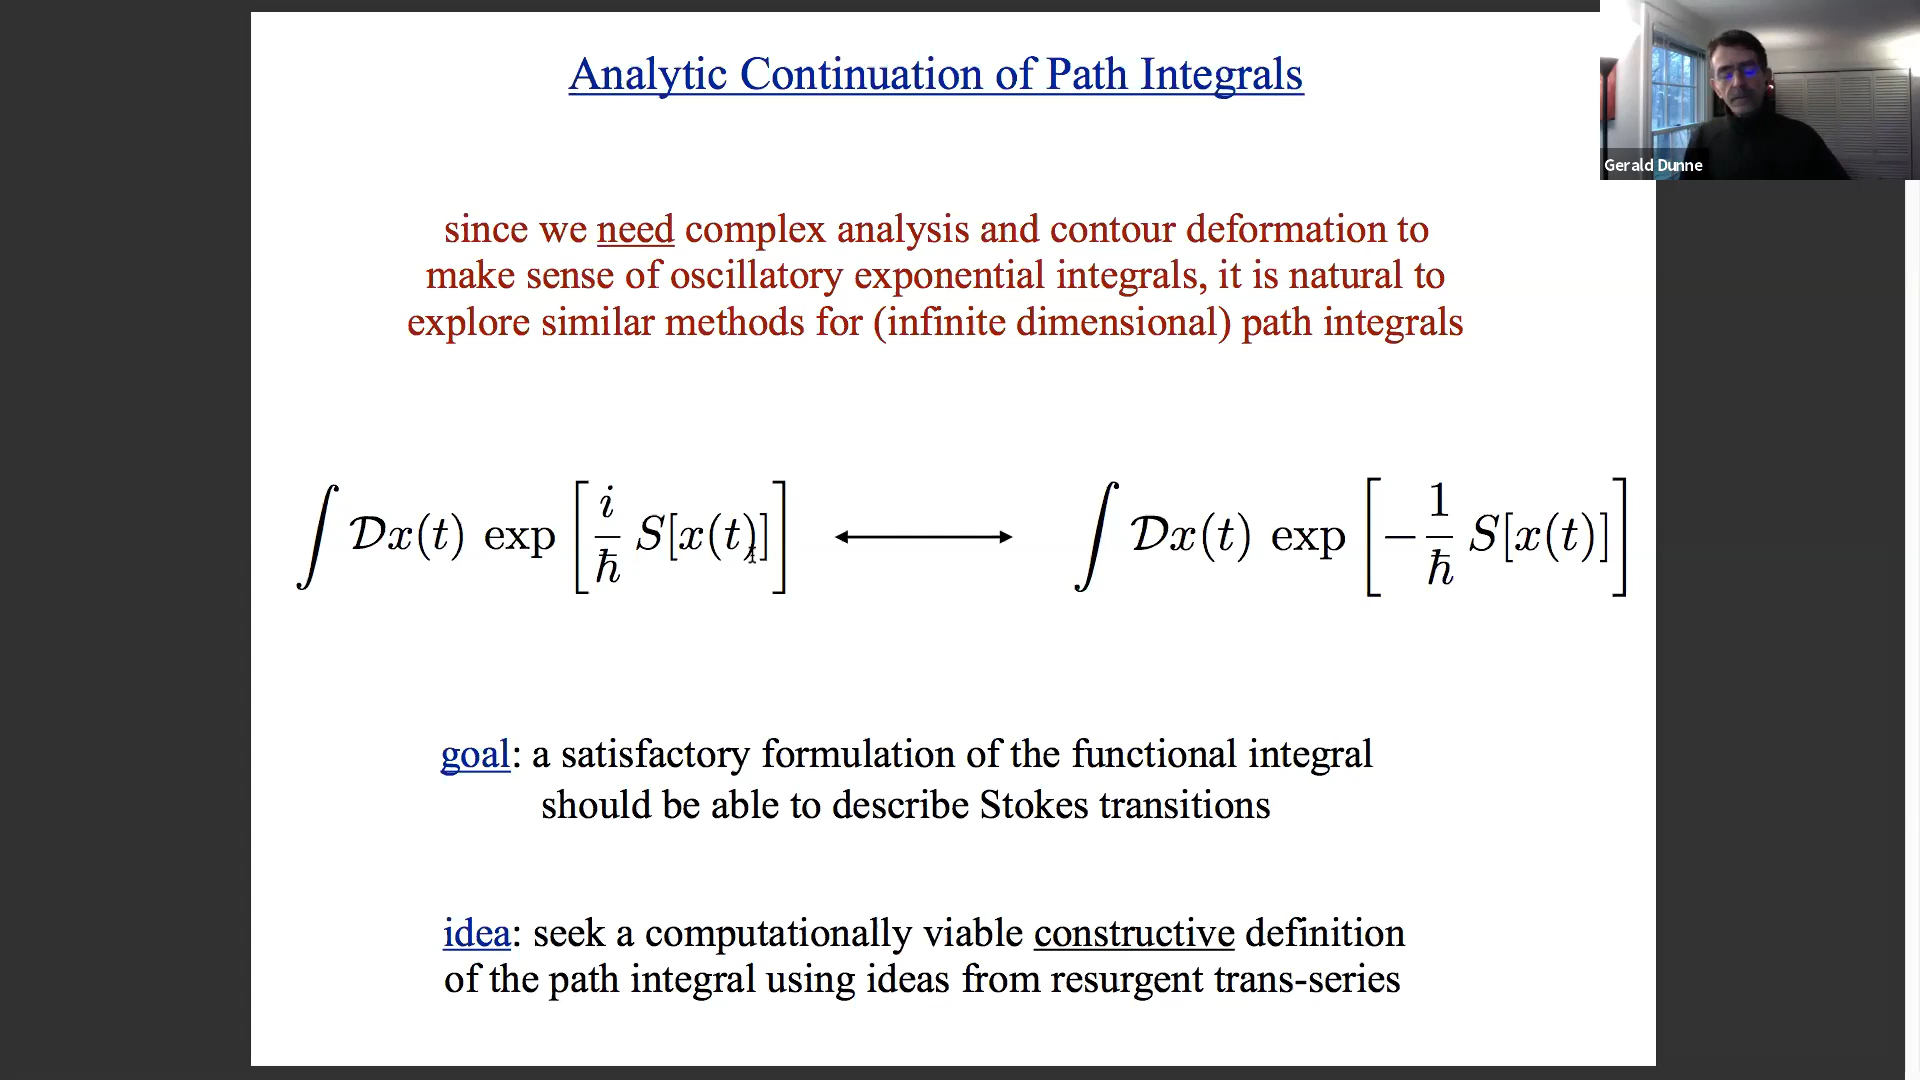 Analytic Continuation of Path Integrals
Gerald Dunne
since we need complex analysis and contour deformation to
make sense of oscillatory exponential integrals, it is natural to
explore similar methods for (infinite dimensional) path integrals
∫ 𝒟x(t) exp [ i/ħ S[x(t)] ] ⟷ ∫ 𝒟x(t) exp [ − 1/ħ S[x(t)] ]
goal: a satisfactory formulation of the functional integral
should be able to describe Stokes transitions
idea: seek a computationally viable constructive definition
of the path integral using ideas from resurgent trans-series